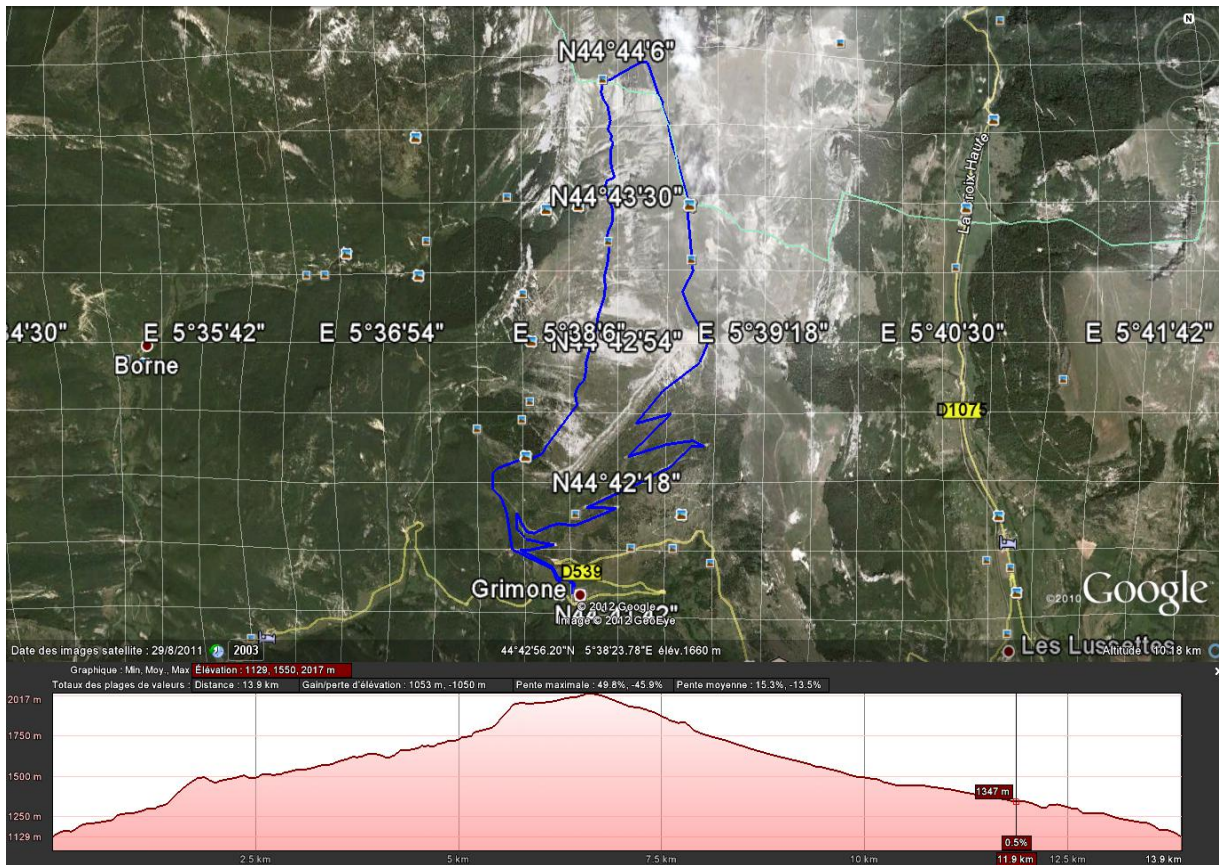 N
N44°44'6"
La Croix Haute
N44°43'30"
34'30"
E 5°35'42"
E 5°36'54"
E 5°38'6"
E 5°39'18"
E 5°40'30"
E 5°41'42"
N44°42'54"
Borne
D1075
N44°42'18"
D539
Grimone
N44°41'42"
© 2012 Google
Image © 2012 GeoEye
©2010 Google
Les Lussettes
Date des images satellite : 29/8/2011 2003
44°42'56.20"N 5°38'23.78"E élév.1660 m
Altitude 10.18 km
Graphique : Min, Moy., Max Élévation : 1129, 1550, 2017 m
Totaux des plages de valeurs : Distance : 13.9 km Gain/perte d'élévation : 1053 m, -1050 m Pente maximale : 49.8%, -45.9% Pente moyenne : 15.3%, -13.5%
2017 m
1750 m
1500 m
1347 m
1250 m
1129 m
0.5%
2.5 km 5 km 7.5 km 10 km 11.9 km 12.5 km 13.9 km